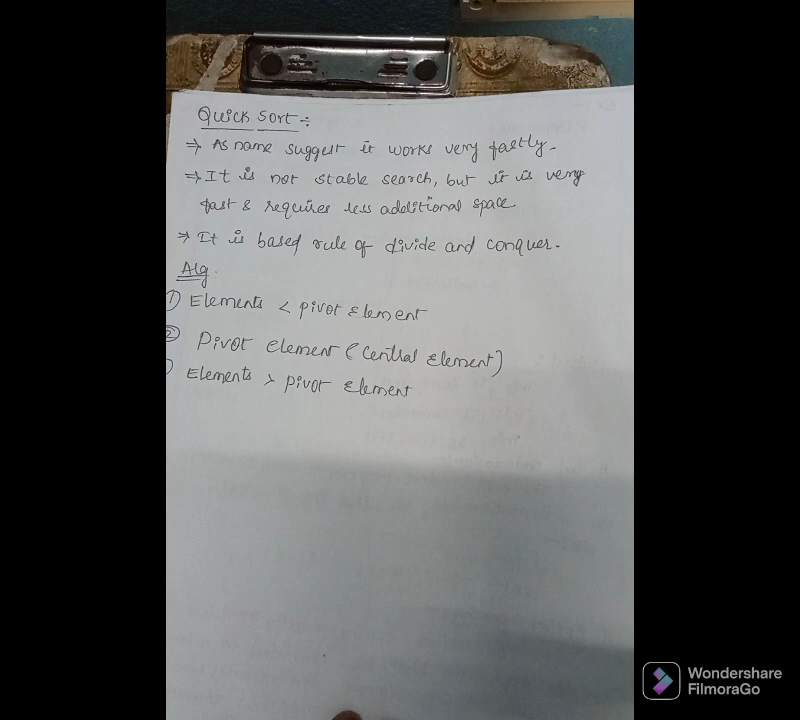 Quick Sort :-
⇒ As name suggest it works very fastly.
⇒ It is not stable search, but it is very
fast & requires less additional space
⇒ It is based rule of divide and conquer.
Alg.
① Elements < pivot Element
② Pivot element (Central Element)
Elements > pivot Element
Wondershare
FilmoraGo